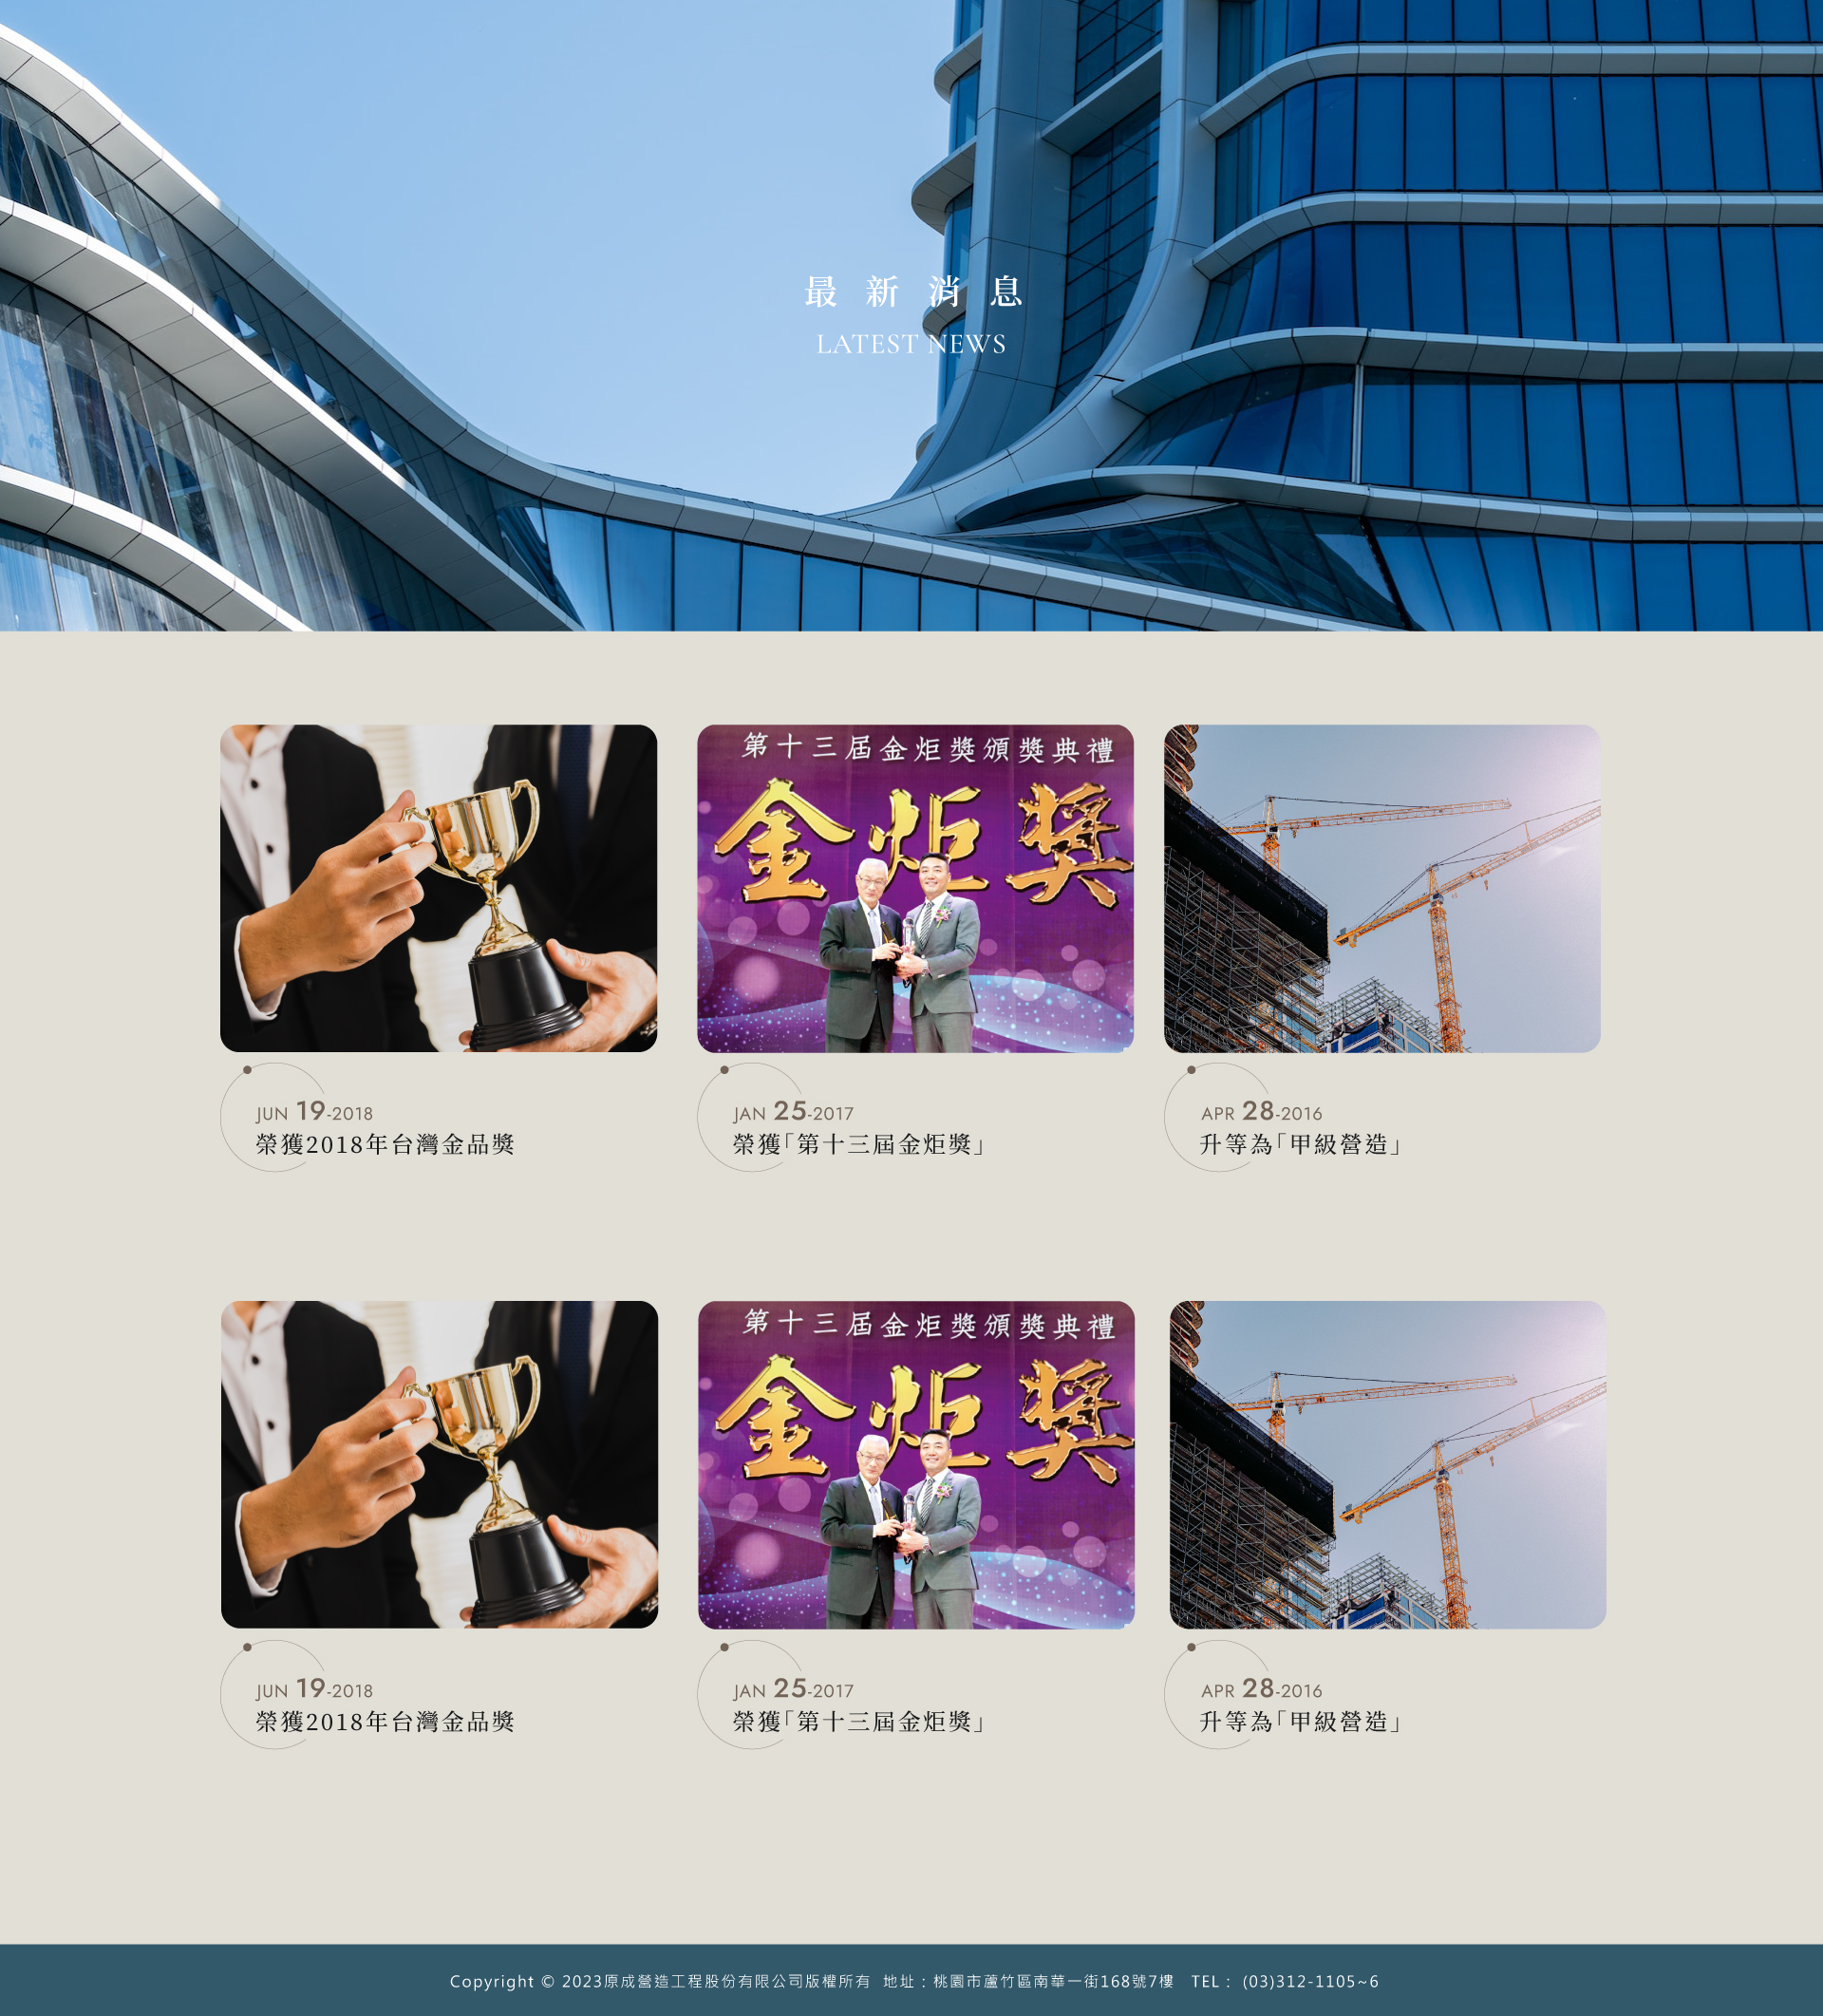 最新消息
LATEST NEWS
第十三屆金炬獎頒獎典禮
金炬獎
JUN 19-2018
榮獲2018年台灣金品獎
JAN 25-2017
榮獲「第十三屆金炬獎」
APR 28-2016
升等為「甲級營造」
第十三屆金炬獎頒獎典禮
金炬獎
JUN 19-2018
榮獲2018年台灣金品獎
JAN 25-2017
榮獲「第十三屆金炬獎」
APR 28-2016
升等為「甲級營造」
Copyright © 2023原成營造工程股份有限公司版權所有 地址：桃園市蘆竹區南華一街168號7樓 TEL： (03)312-1105~6